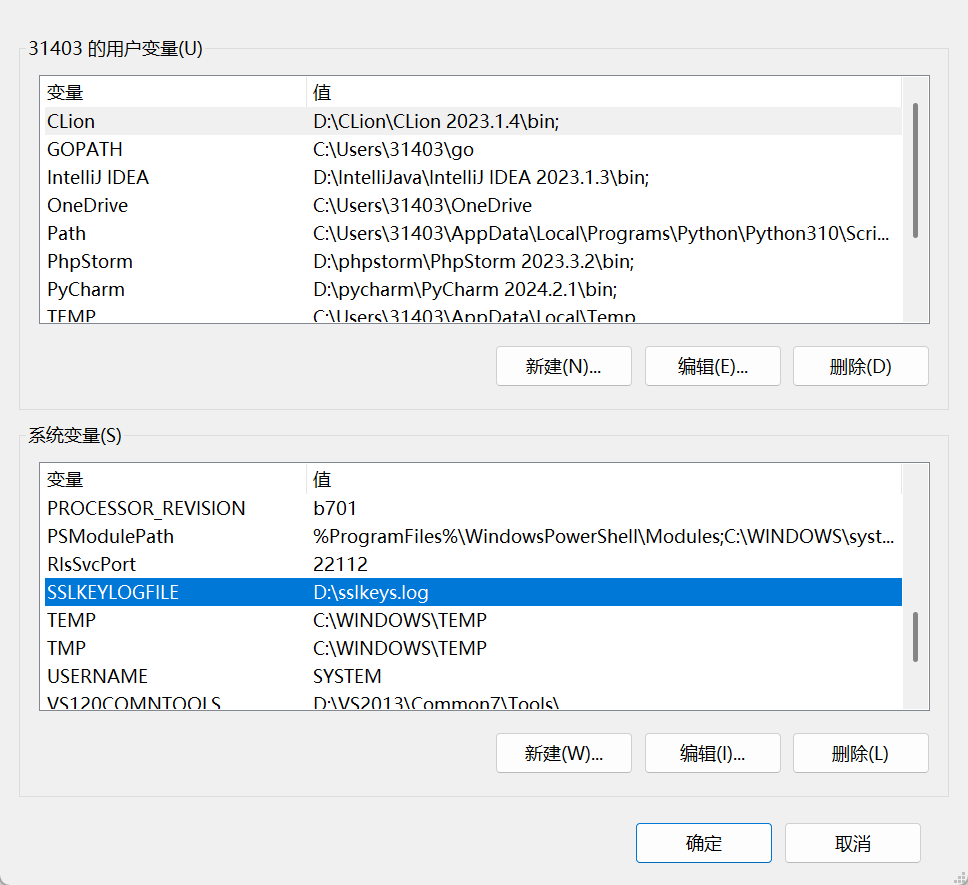 31403 的用户变量(U)
变量 值
CLion D:\CLion\CLion 2023.1.4\bin;
GOPATH C:\Users\31403\go
IntelliJ IDEA D:\IntelliJava\IntelliJ IDEA 2023.1.3\bin;
OneDrive C:\Users\31403\OneDrive
Path C:\Users\31403\AppData\Local\Programs\Python\Python310\Scri...
PhpStorm D:\phpstorm\PhpStorm 2023.3.2\bin;
PyCharm D:\pycharm\PyCharm 2024.2.1\bin;
TEMP C:\Users\31403\AppData\Local\Temp
新建(N)... 编辑(E)... 删除(D)
系统变量(S)
变量 值
PROCESSOR_REVISION b701
PSModulePath %ProgramFiles%\WindowsPowerShell\Modules;C:\WINDOWS\syst...
RlsSvcPort 22112
SSLKEYLOGFILE D:\sslkeys.log
TEMP C:\WINDOWS\TEMP
TMP C:\WINDOWS\TEMP
USERNAME SYSTEM
VS120COMNTOOLS D:\VS2013\Common7\Tools\
新建(W)... 编辑(I)... 删除(L)
确定 取消